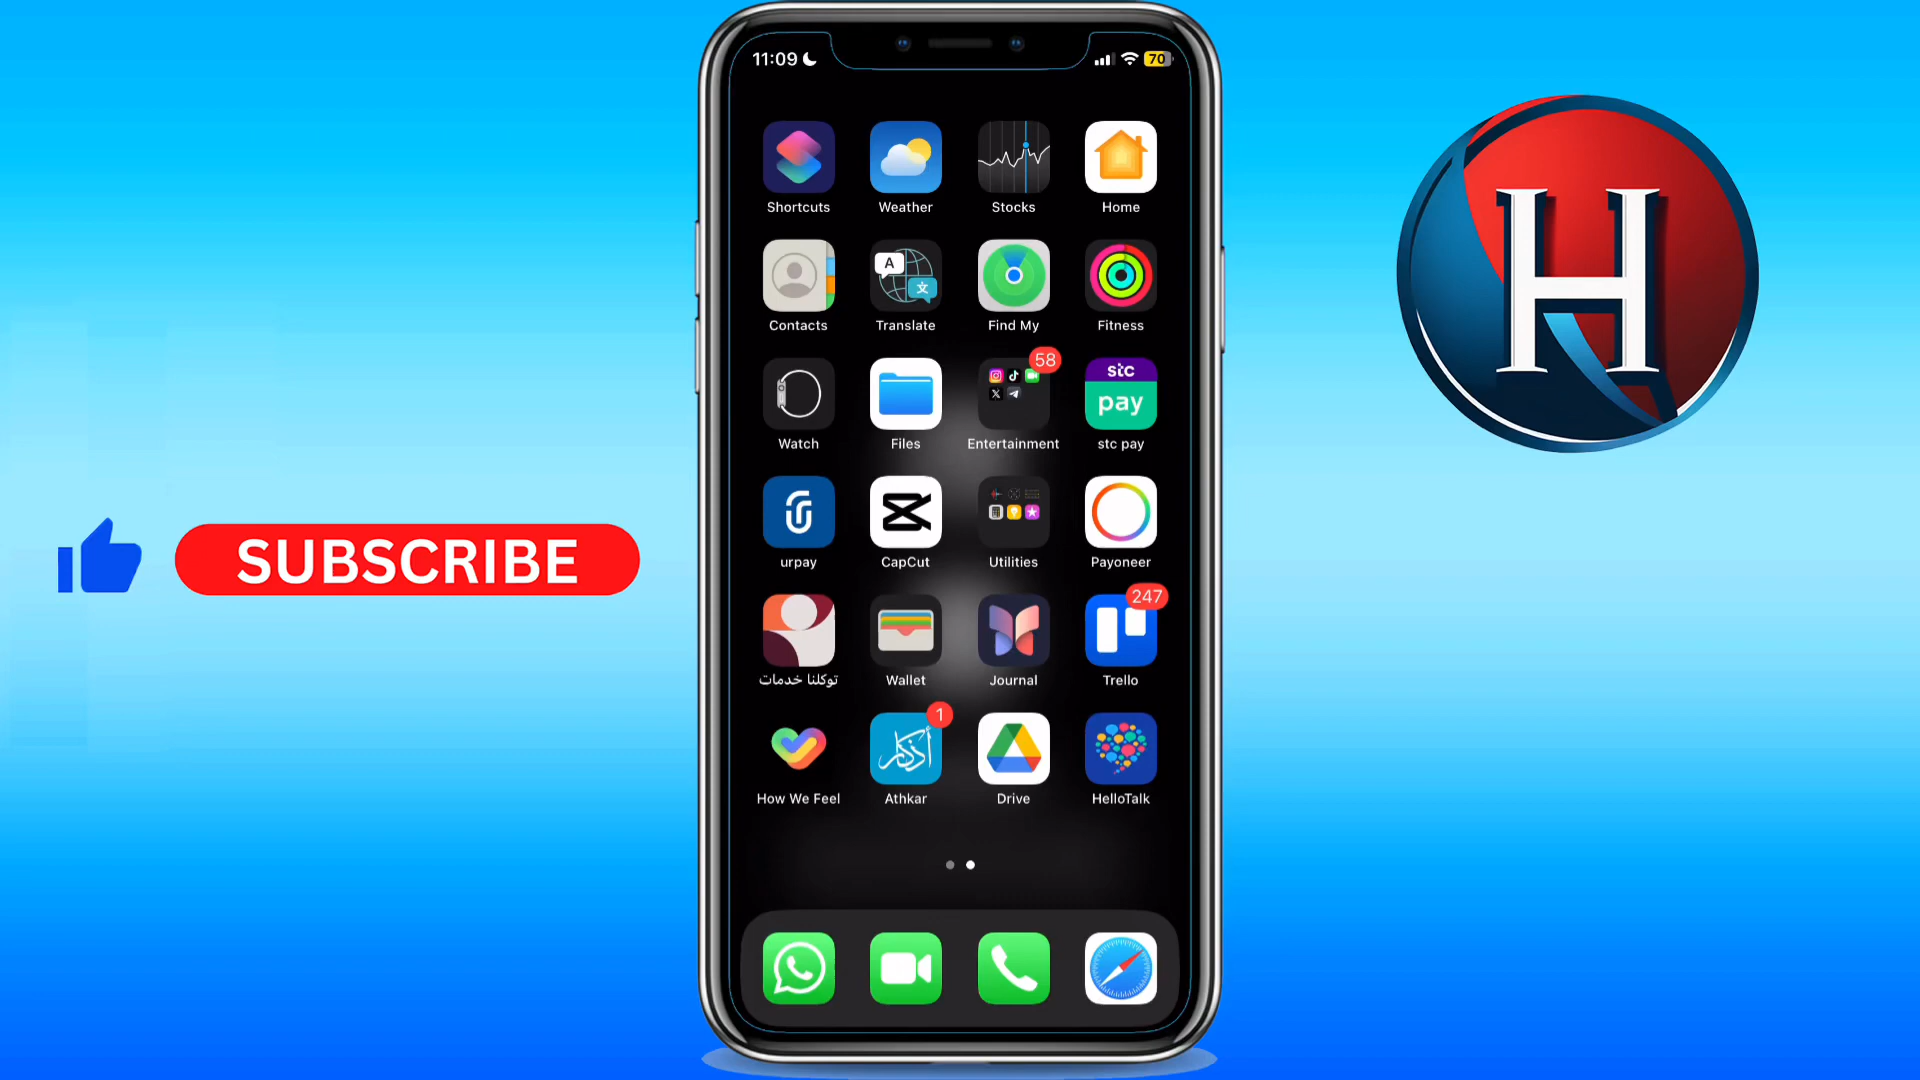 11:09
70
Shortcuts
Weather
Stocks
Home
A
文
Contacts
Translate
Find My
Fitness
58
stc
pay
Watch
Files
Entertainment
stc pay
urpay
CapCut
Utilities
Payoneer
247
توكلنا خدمات
Wallet
Journal
Trello
1
أذكار
How We Feel
Athkar
Drive
HelloTalk
SUBSCRIBE
H